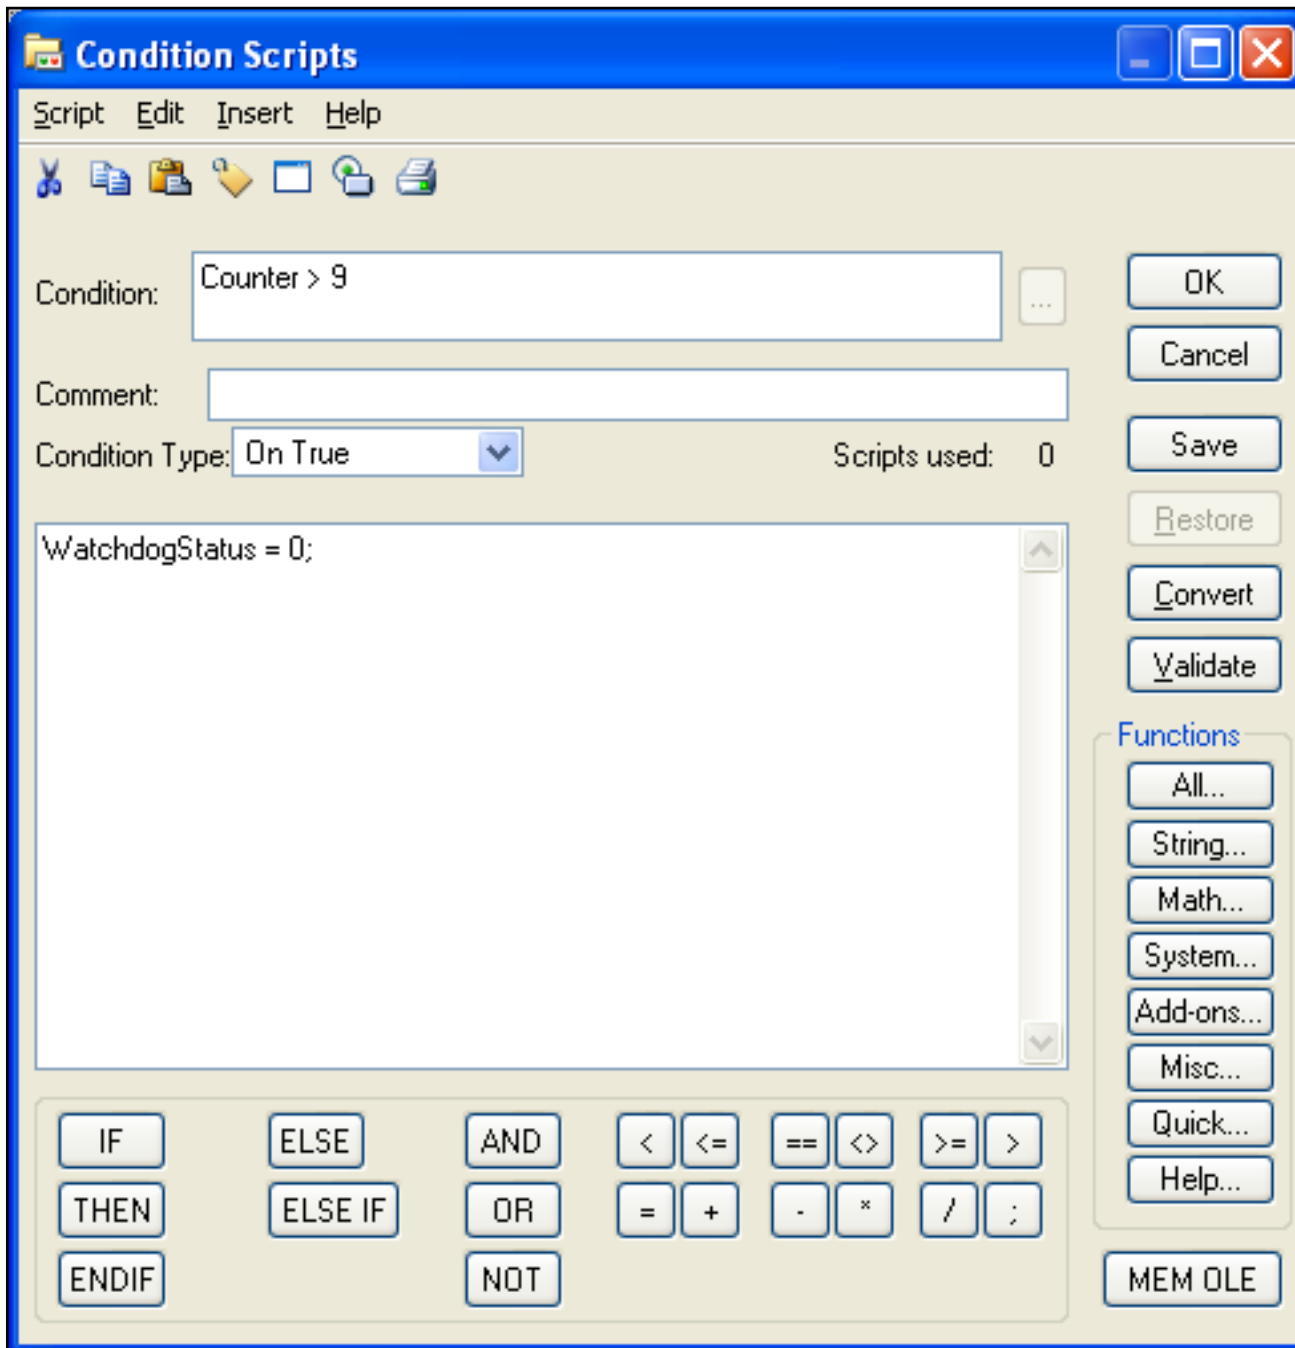 Condition Scripts
Script Edit Insert Help
Condition: Counter > 9 ...
OK
Cancel
Comment:
Condition Type: On True Scripts used: 0
Save
Restore
WatchdogStatus = 0;
Convert
Validate
Functions
All...
String...
Math...
System...
Add-ons...
Misc...
Quick...
Help...
IF ELSE AND < <= == <> >= >
THEN ELSE IF OR = + - * / ;
ENDIF NOT
MEM OLE